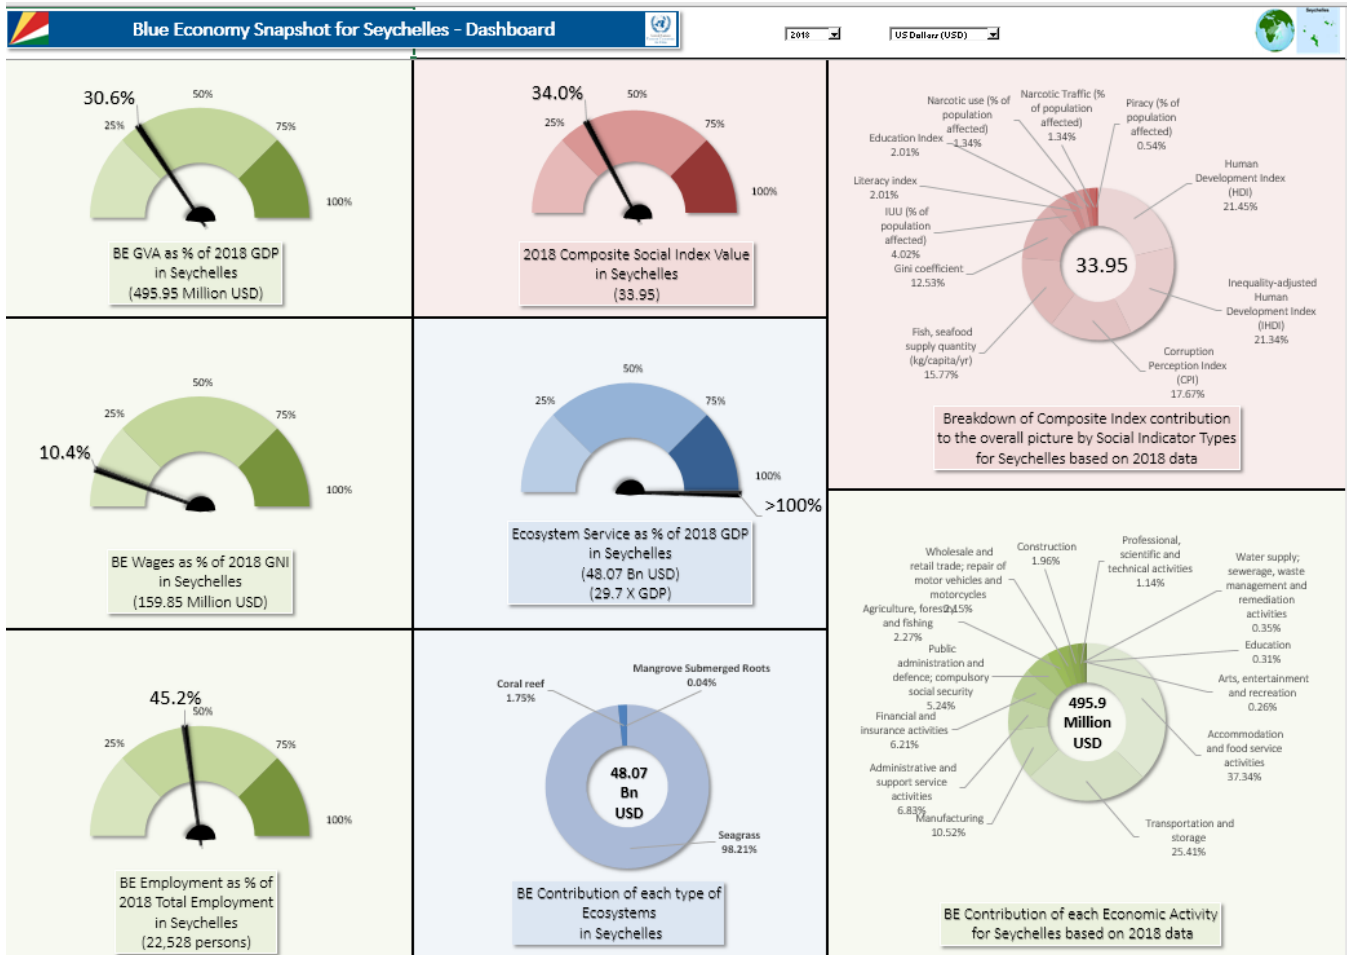 Blue Economy Snapshot for Seychelles - Dashboard
2018
US Dollars (USD)
Seychelles
30.6%
25%
50%
75%
100%
BE GVA as % of 2018 GDP
in Seychelles
(495.95 Million USD)
34.0%
25%
50%
75%
100%
2018 Composite Social Index Value
in Seychelles
(33.95)
Narcotic use (% of
population
affected)
1.34%
Narcotic Traffic (%
of population
affected)
1.34%
Piracy (% of
population
affected)
0.54%
Education Index
2.01%
Literacy index
2.01%
IUU (% of
population
affected)
4.02%
Gini coefficient
12.53%
Fish, seafood
supply quantity
(kg/capita/yr)
15.77%
Human
Development Index
(HDI)
21.45%
Inequality-adjusted
Human
Development Index
(IHDI)
21.34%
Corruption
Perception Index
(CPI)
17.67%
33.95
Breakdown of Composite Index contribution
to the overall picture by Social Indicator Types
for Seychelles based on 2018 data
10.4%
25%
50%
75%
100%
BE Wages as % of 2018 GNI
in Seychelles
(159.85 Million USD)
25%
50%
75%
100%
>100%
Ecosystem Service as % of 2018 GDP
in Seychelles
(48.07 Bn USD)
(29.7 X GDP)
45.2%
25%
50%
75%
100%
BE Employment as % of
2018 Total Employment
in Seychelles
(22,528 persons)
Coral reef
1.75%
Mangrove Submerged Roots
0.04%
48.07
Bn
USD
Seagrass
98.21%
BE Contribution of each type of
Ecosystems
in Seychelles
Wholesale and
retail trade; repair of
motor vehicles and
motorcycles
2.15%
Construction
1.96%
Professional,
scientific and
technical activities
1.14%
Water supply;
sewerage, waste
management and
remediation
activities
0.35%
Education
0.31%
Arts, entertainment
and recreation
0.26%
Agriculture, forestry
and fishing
2.27%
Public
administration and
defence; compulsory
social security
5.24%
Financial and
insurance activities
6.21%
Administrative and
support service
activities
6.83%
Manufacturing
10.52%
Accommodation
and food service
activities
37.34%
Transportation and
storage
25.41%
495.9
Million
USD
BE Contribution of each Economic Activity
for Seychelles based on 2018 data